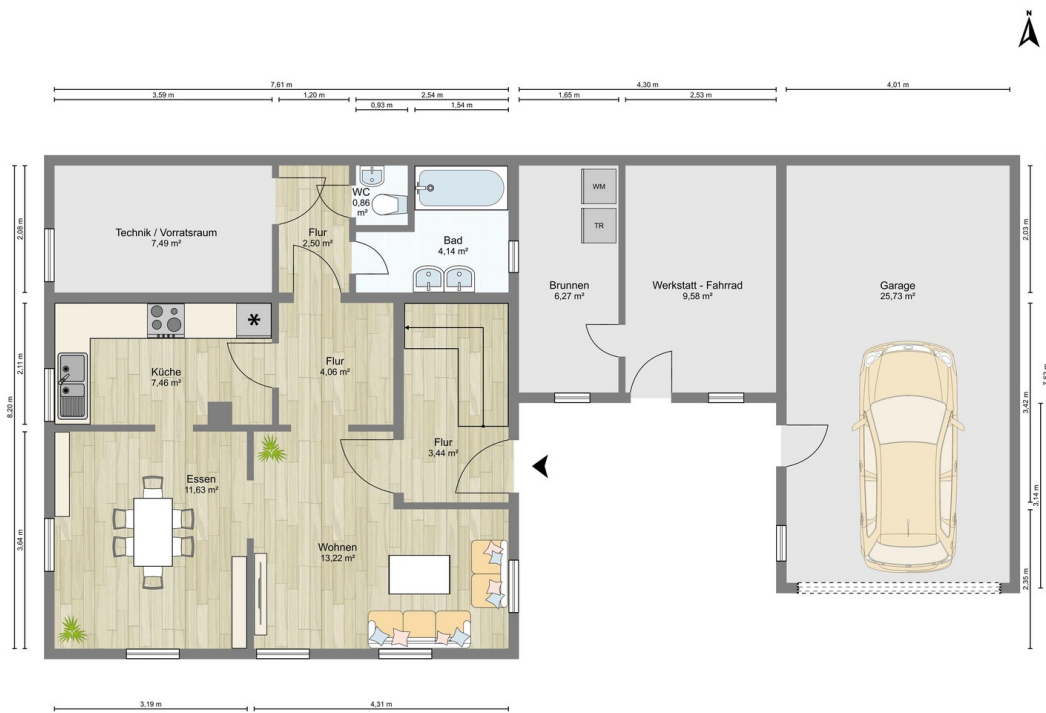 N
7,61 m
4,30 m
3,59 m
1,20 m
2,54 m
1,65 m
2,53 m
4,01 m
0,93 m
1,54 m
2,08 m
2,11 m
8,20 m
3,64 m
Technik / Vorratsraum
7,49 m²
Flur
2,50 m²
WC
0,86
m²
Bad
4,14 m²
WM
TR
Brunnen
6,27 m²
Werkstatt - Fahrrad
9,58 m²
Garage
25,73 m²
2,03 m
3,42 m
3,14 m
2,35 m
Küche
7,46 m²
*
Flur
4,06 m²
Flur
3,44 m²
Essen
11,63 m²
Wohnen
13,22 m²
3,19 m
4,31 m